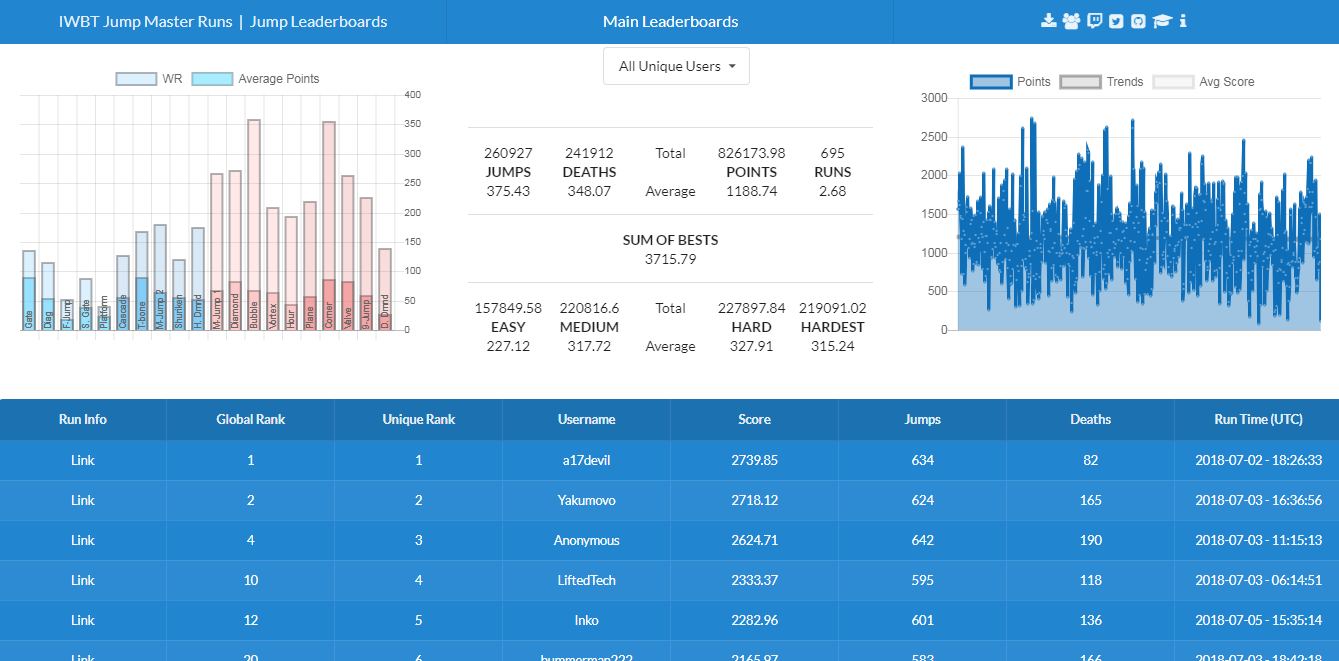 IWBT Jump Master Runs | Jump Leaderboards
Main Leaderboards
WR Average Points
400
350
300
250
200
150
100
50
0
Gate Diag F-Jump S. Gate Platform Cascade T-bone M-Jump 2 Shuriken H. Dmnd M-Jump 1 Diamond Bubble Vortex Hour Plane Corner Valve 9-Jump D. Dmnd
All Unique Users
260927 241912 Total 826173.98 695
JUMPS DEATHS POINTS RUNS
375.43 348.07 Average 1188.74 2.68
SUM OF BESTS
3715.79
157849.58 220816.6 Total 227897.84 219091.02
EASY MEDIUM HARD HARDEST
227.12 317.72 Average 327.91 315.24
Points Trends Avg Score
3000
2500
2000
1500
1000
500
0
Run Info Global Rank Unique Rank Username Score Jumps Deaths Run Time (UTC)
Link 1 1 a17devil 2739.85 634 82 2018-07-02 - 18:26:33
Link 2 2 Yakumovo 2718.12 624 165 2018-07-03 - 16:36:56
Link 4 3 Anonymous 2624.71 642 190 2018-07-03 - 11:15:13
Link 10 4 LiftedTech 2333.37 595 118 2018-07-03 - 06:14:51
Link 12 5 Inko 2282.96 601 136 2018-07-05 - 15:35:14
Link 20 6 bummerman222 2165.97 583 166 2018-07-03 - 18:42:18